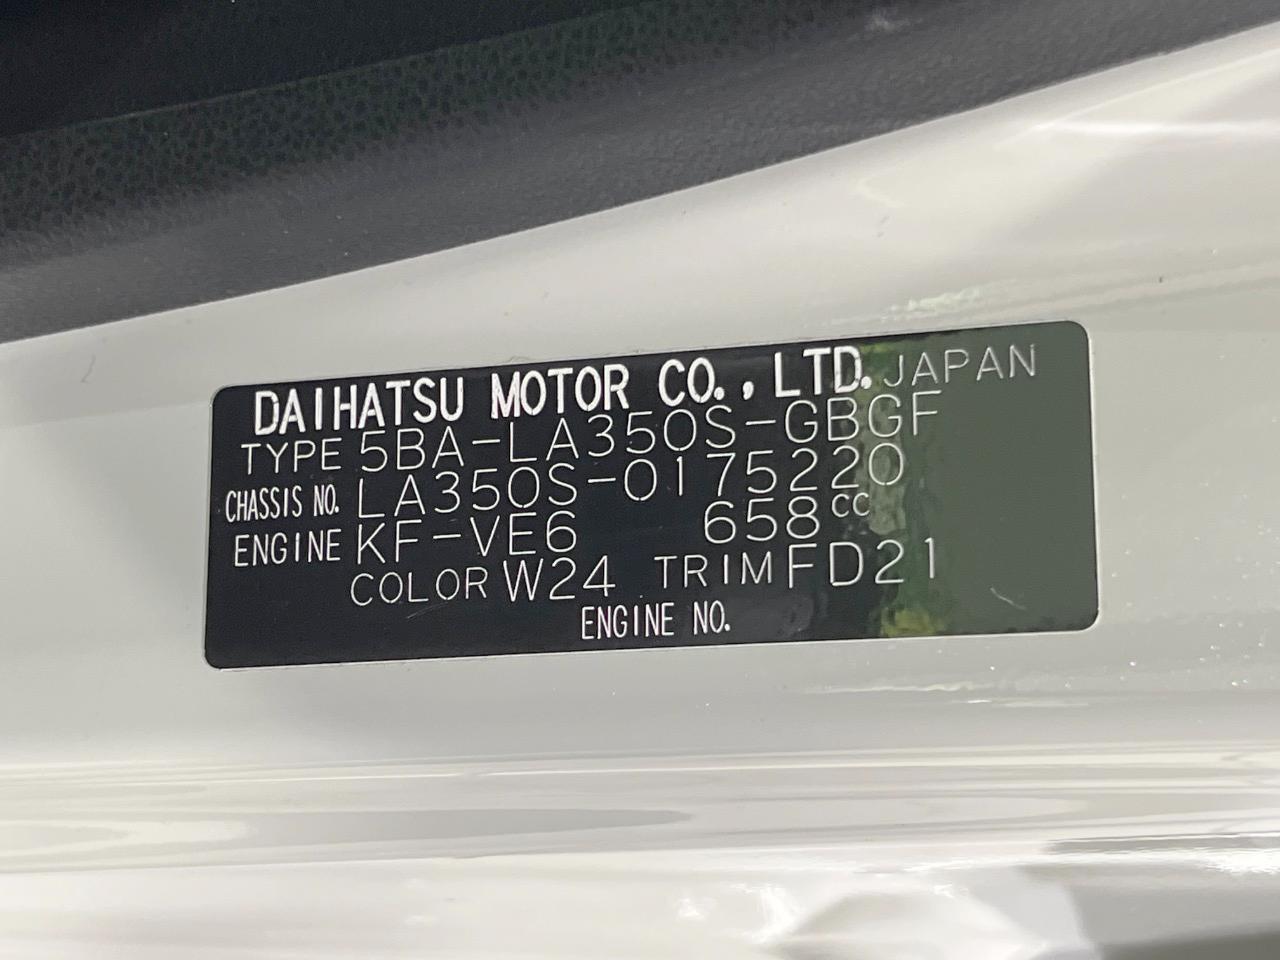 DAIHATSU MOTOR CO., LTD. JAPAN
TYPE 5BA-LA350S-GBGF
CHASSIS NO. LA350S-0175220
ENGINE KF-VE6 658cc
COLOR W24 TRIM FD21
ENGINE NO.